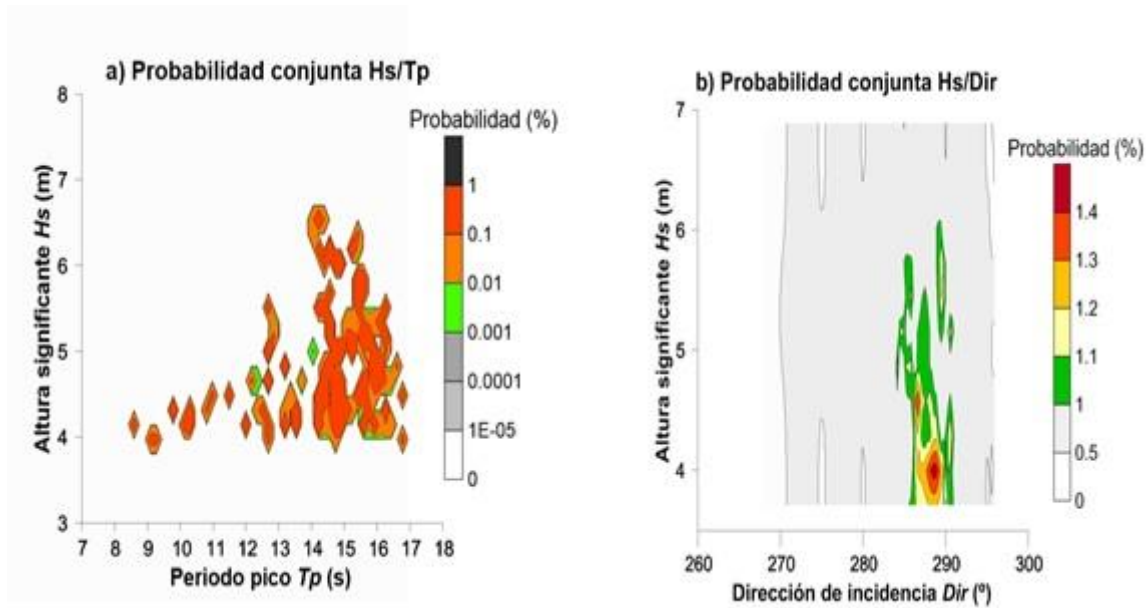 a) Probabilidad conjunta Hs/Tp
Probabilidad (%)
Altura significante Hs (m)
8
7
6
5
4
3
7 8 9 10 11 12 13 14 15 16 17 18
Periodo pico Tp (s)
1
0.1
0.01
0.001
0.0001
1E-05
0
b) Probabilidad conjunta Hs/Dir
Probabilidad (%)
Altura significante Hs (m)
7
6
5
4
260 270 280 290 300
Dirección de incidencia Dir (º)
1.4
1.3
1.2
1.1
1
0.5
0